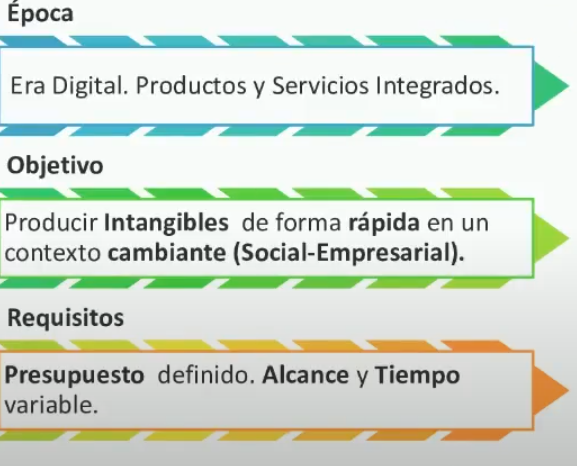 Época
Era Digital. Productos y Servicios Integrados.
Objetivo
Producir Intangibles de forma rápida en un
contexto cambiante (Social-Empresarial).
Requisitos
Presupuesto definido. Alcance y Tiempo
variable.